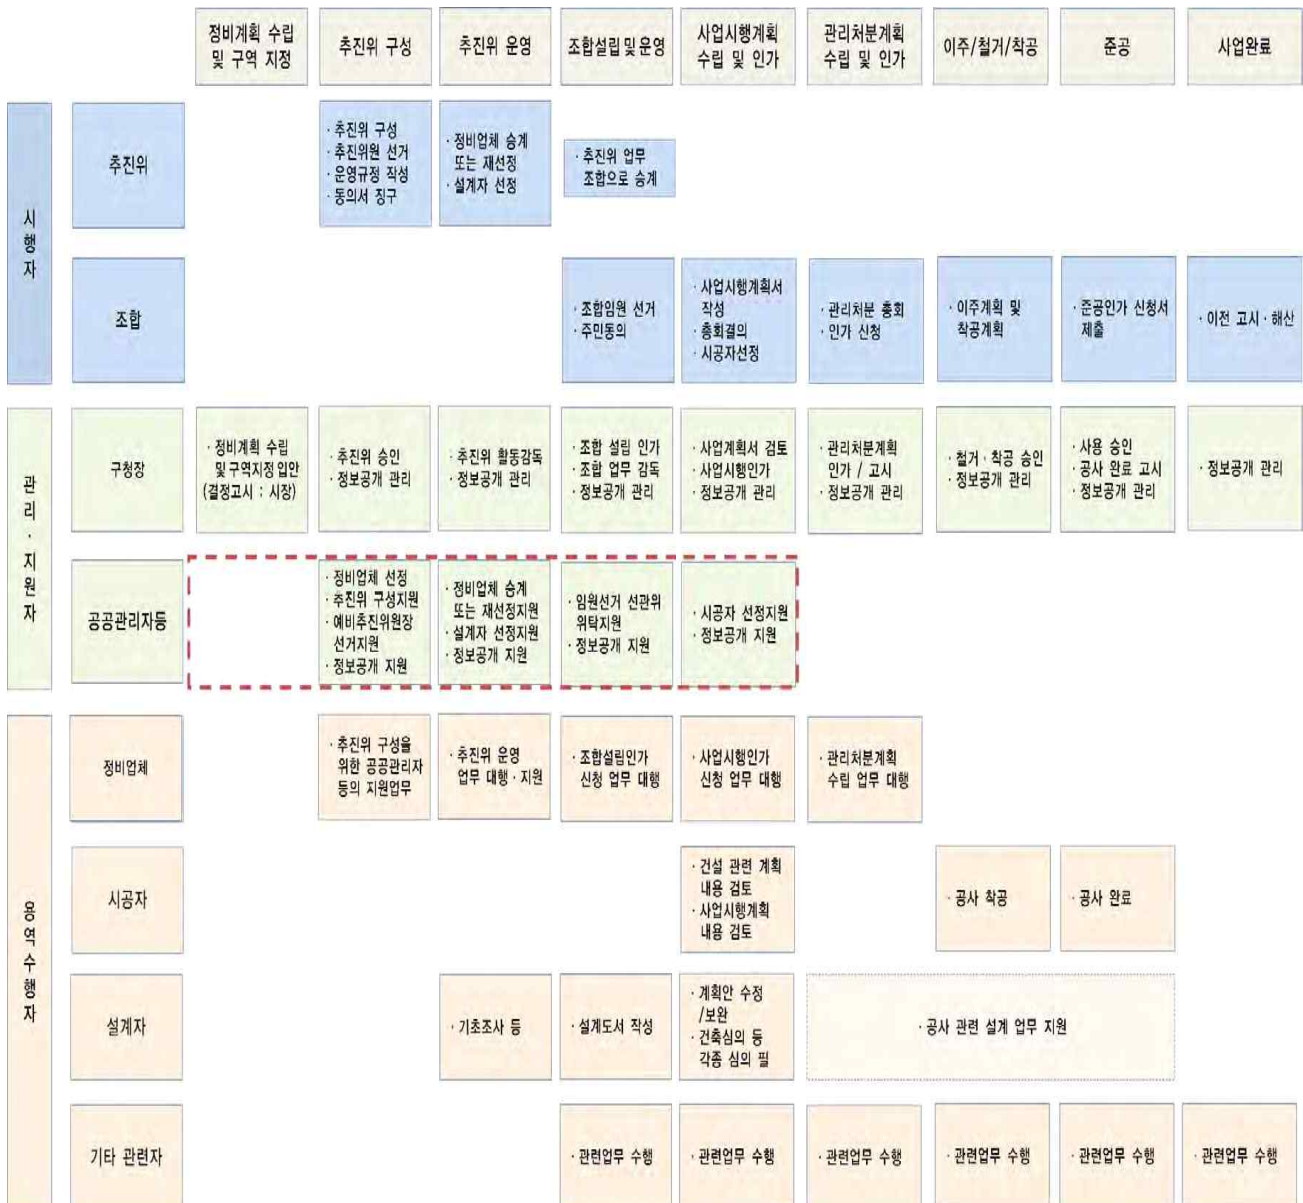 정비계획 수립
및 구역 지정
추진위 구성
추진위 운영
조합설립 및 운영
사업시행계획
수립 및 인가
관리처분계획
수립 및 인가
이주/철거/착공
준공
사업완료
시행자
추진위
· 추진위 구성
· 추진위원 선거
· 운영규정 작성
· 동의서 징구
· 정비업체 승계
또는 재선정
· 설계자 선정
· 추진위 업무
조합으로 승계
조합
· 조합임원 선거
· 주민동의
· 사업시행계획서
작성
· 총회결의
· 시공자선정
· 관리처분 총회
· 인가 신청
· 이주계획 및
착공계획
· 준공인가 신청서
제출
· 이전 고시 · 해산
관리 · 지원자
구청장
· 정비계획 수립
및 구역지정 입안
(결정고시 : 시장)
· 추진위 승인
· 정보공개 관리
· 추진위 활동감독
· 정보공개 관리
· 조합 설립 인가
· 조합 업무 감독
· 정보공개 관리
· 사업계획서 검토
· 사업시행인가
· 정보공개 관리
· 관리처분계획
인가 / 고시
· 정보공개 관리
· 철거 · 착공 승인
· 정보공개 관리
· 사용 승인
· 공사 완료 고시
· 정보공개 관리
· 정보공개 관리
공공관리자등
· 정비업체 선정
· 추진위 구성지원
· 예비추진위원장
선거지원
· 정보공개 지원
· 정비업체 승계
또는 재선정지원
· 설계자 선정지원
· 정보공개 지원
· 임원선거 선관위
위탁지원
· 정보공개 지원
· 시공자 선정지원
· 정보공개 지원
용역수행자
정비업체
· 추진위 구성을
위한 공공관리자
등의 지원업무
· 추진위 운영
업무 대행 · 지원
· 조합설립인가
신청 업무 대행
· 사업시행인가
신청 업무 대행
· 관리처분계획
수립 업무 대행
시공자
· 건설 관련 계획
내용 검토
· 사업시행계획
내용 검토
· 공사 착공
· 공사 완료
설계자
· 기초조사 등
· 설계도서 작성
· 계획안 수정
/보완
· 건축심의 등
각종 심의 필
· 공사 관련 설계 업무 지원
기타 관련자
· 관련업무 수행
· 관련업무 수행
· 관련업무 수행
· 관련업무 수행
· 관련업무 수행
· 관련업무 수행